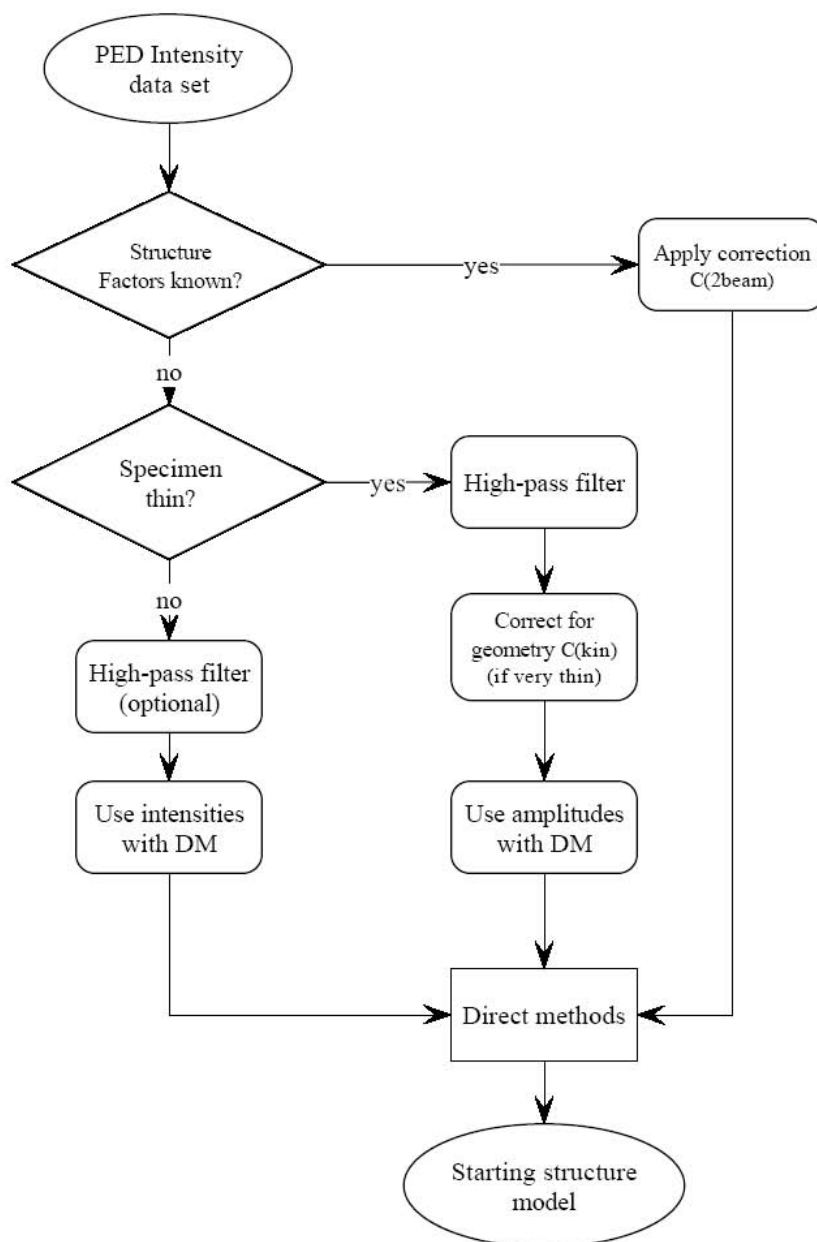 PED Intensity
data set
Structure
Factors known?
yes
Apply correction
C(2beam)
no
Specimen
thin?
yes
High-pass filter
no
High-pass filter
(optional)
Correct for
geometry C(kin)
(if very thin)
Use intensities
with DM
Use amplitudes
with DM
Direct methods
Starting structure
model